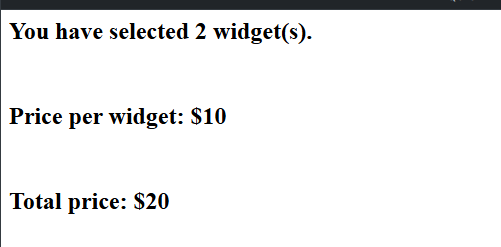 You have selected 2 widget(s).
Price per widget: $10
Total price: $20